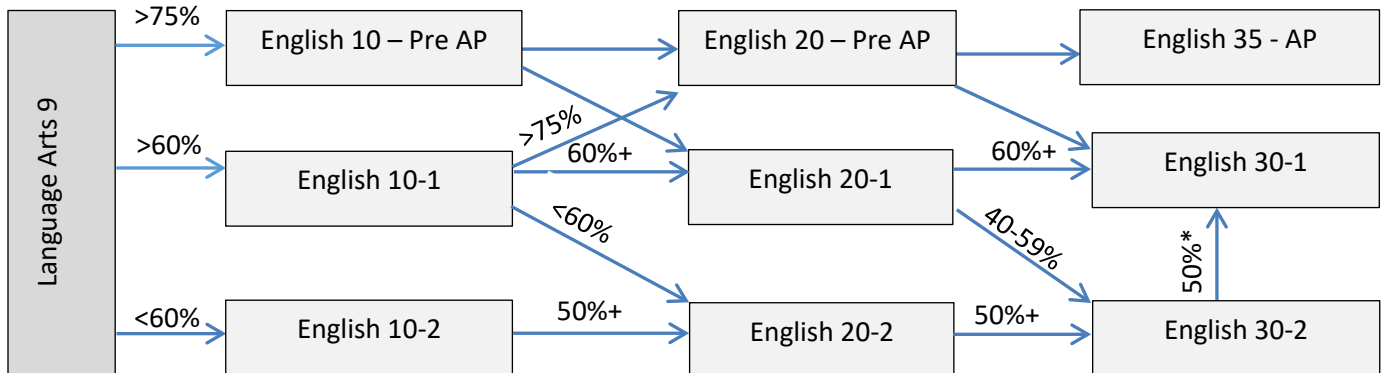 >75%
English 10 – Pre AP
English 20 – Pre AP
English 35 - AP
Language Arts 9
>60%
>75%
60%+
60%+
English 10-1
English 20-1
English 30-1
<60%
40-59%
50%*
<60%
50%+
50%+
English 10-2
English 20-2
English 30-2